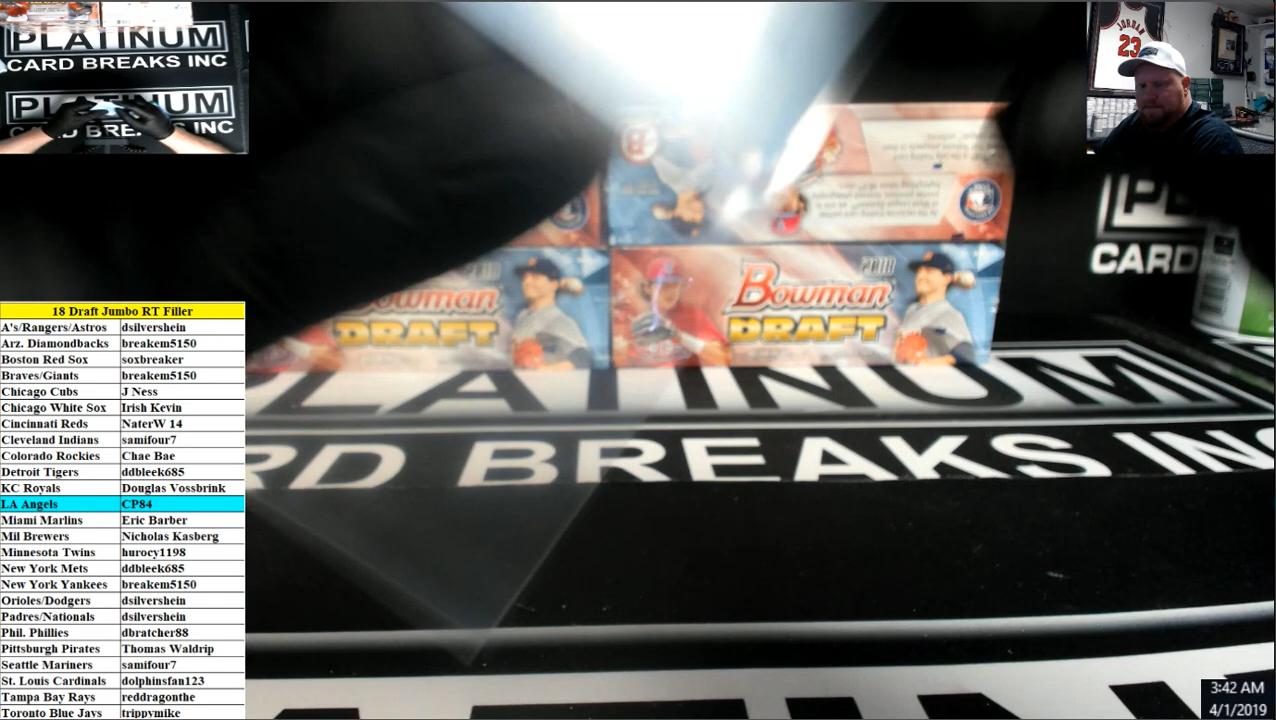 PLATINUM
CARD BREAKS INC
PLATINUM
CARD BREAKS INC
JORDAN
23
PL
CARD
2018
Bowman
DRAFT
2018
Bowman
DRAFT
PLATINUM
RD BREAKS INC
18 Draft Jumbo RT Filler
A's/Rangers/Astros dsilvershein
Arz. Diamondbacks breakem5150
Boston Red Sox soxbreaker
Braves/Giants breakem5150
Chicago Cubs J Ness
Chicago White Sox Irish Kevin
Cincinnati Reds NaterW 14
Cleveland Indians samifour7
Colorado Rockies Chae Bae
Detroit Tigers ddbleek685
KC Royals Douglas Vossbrink
LA Angels CP84
Miami Marlins Eric Barber
Mil Brewers Nicholas Kasberg
Minnesota Twins hurocy1198
New York Mets ddbleek685
New York Yankees breakem5150
Orioles/Dodgers dsilvershein
Padres/Nationals dsilvershein
Phil. Phillies dbratcher88
Pittsburgh Pirates Thomas Waldrip
Seattle Mariners samifour7
St. Louis Cardinals dolphinsfan123
Tampa Bay Rays reddragonthe
Toronto Blue Jays trippymike
3:42 AM
4/1/2019